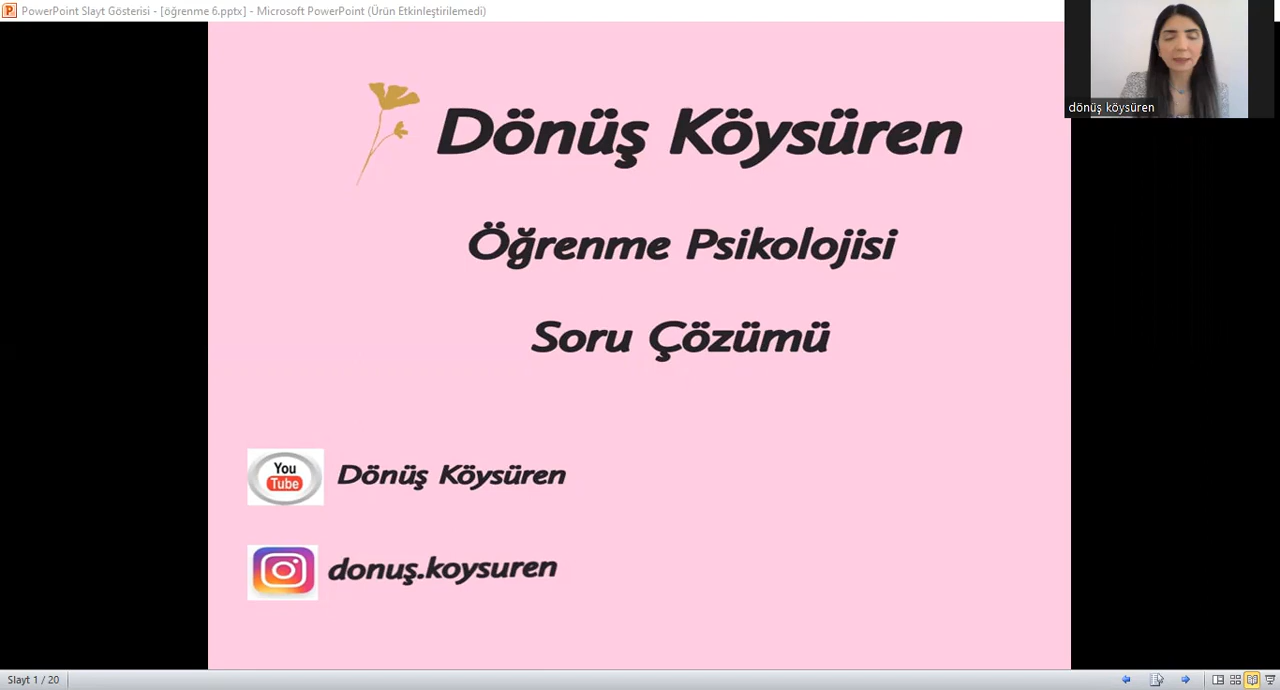 PowerPoint Slayt Gösterisi - [öğrenme 6.pptx] - Microsoft PowerPoint (Ürün Etkinleştirilemedi)
dönüş köysüren
Dönüş Köysüren
Öğrenme Psikolojisi
Soru Çözümü
You
Tube
Dönüş Köysüren
donuş.koysuren
Slayt 1 / 20